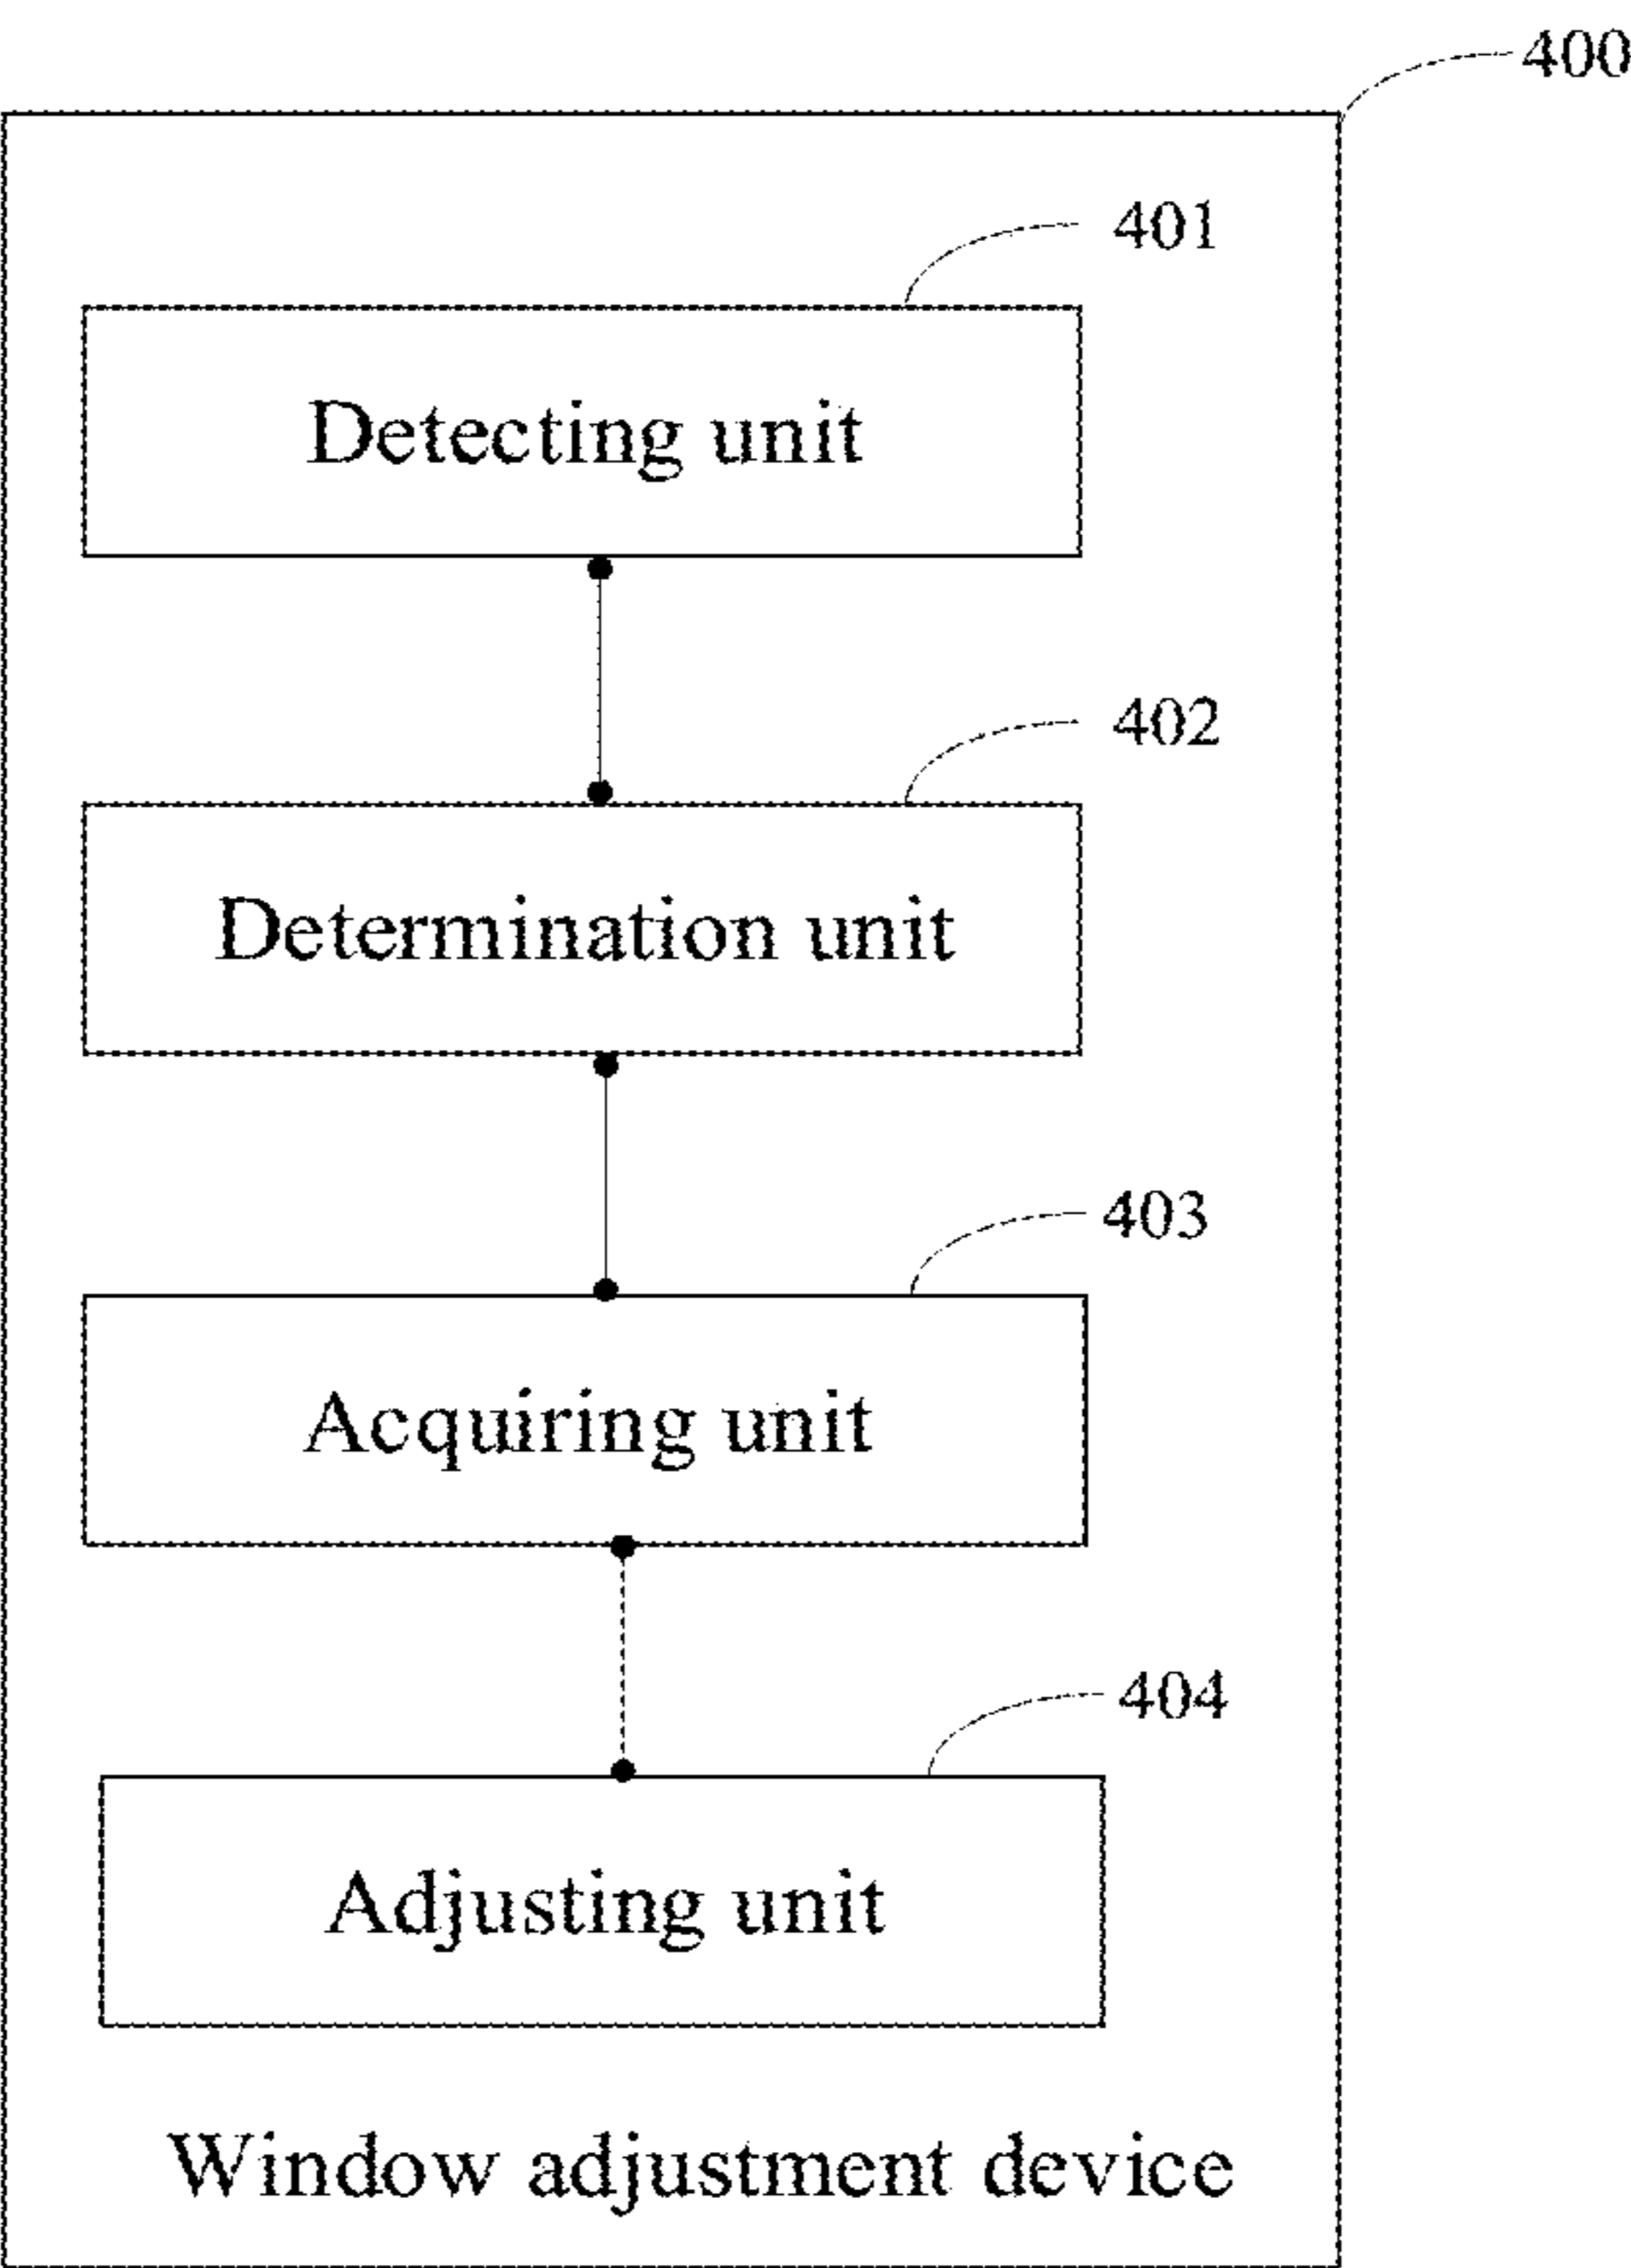 400
401
Detecting unit
402
Determination unit
403
Acquiring unit
404
Adjusting unit
Window adjustment device